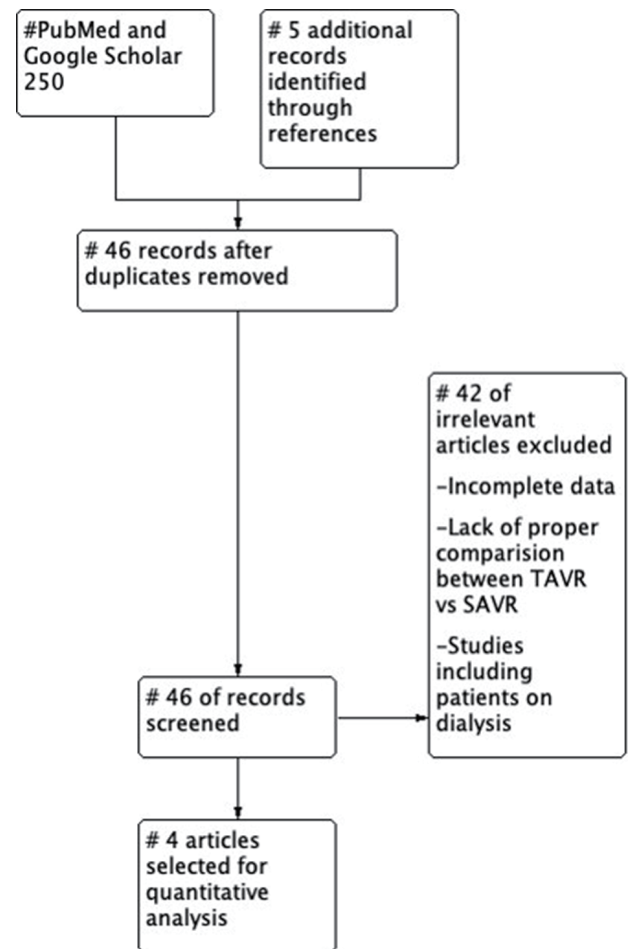 #PubMed and
Google Scholar
250
# 5 additional
records
identified
through
references
# 46 records after
duplicates removed
# 42 of
irrelevant
articles excluded
-Incomplete data
-Lack of proper
comparision
between TAVR
vs SAVR
-Studies
including
patients on
dialysis
# 46 of records
screened
# 4 articles
selected for
quantitative
analysis